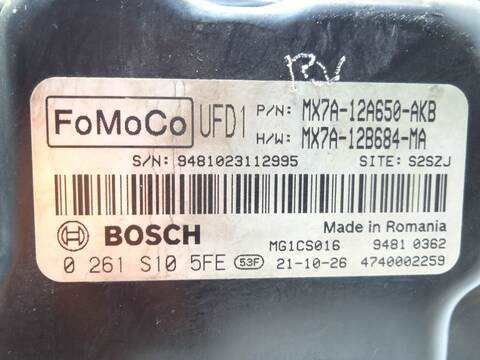 FoMoCo UFD1 P/N: MX7A-12A650-AKB
H/W: MX7A-12B684-MA
S/N: 9481023112995 SITE: S2SZJ
BOSCH Made in Romania
MG1CS016 9481 0362
0 261 S10 5FE 53F 21-10-26 4740002259